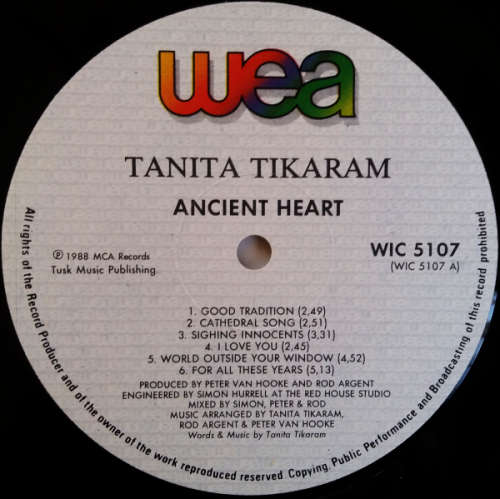 wea
TANITA TIKARAM
ANCIENT HEART
℗ 1988 MCA Records
Tusk Music Publishing.
WIC 5107
(WIC 5107 A)
1. GOOD TRADITION (2,49)
2. CATHEDRAL SONG (2,51)
3. SIGHING INNOCENTS (3,31)
4. I LOVE YOU (2,45)
5. WORLD OUTSIDE YOUR WINDOW (4,52)
6. FOR ALL THESE YEARS (5,13)
PRODUCED BY PETER VAN HOOKE AND ROD ARGENT
ENGINEERED BY SIMON HURRELL AT THE RED HOUSE STUDIO
MIXED BY SIMON, PETER & ROD
MUSIC ARRANGED BY TANITA TIKARAM,
ROD ARGENT & PETER VAN HOOKE
Words & Music by Tanita Tikaram
All rights of the Record Producer and of the owner of the work reproduced reserved. Copying, Public Performance and Broadcasting of this record prohibited